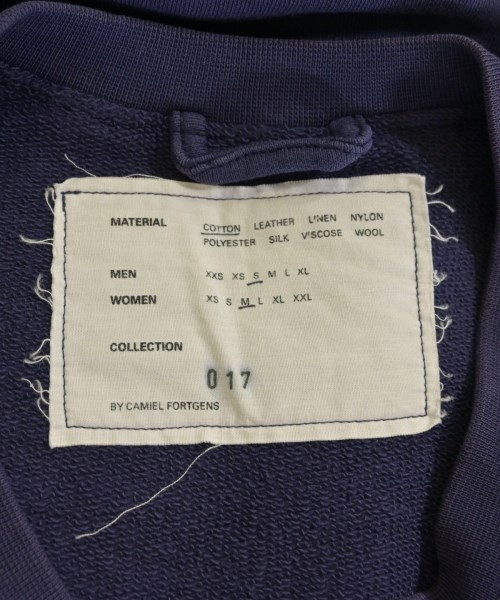 MATERIAL COTTON LEATHER LINEN NYLON
POLYESTER SILK VISCOSE WOOL
MEN XXS XS S M L XL
WOMEN XS S M L XL XXL
COLLECTION
017
BY CAMIEL FORTGENS